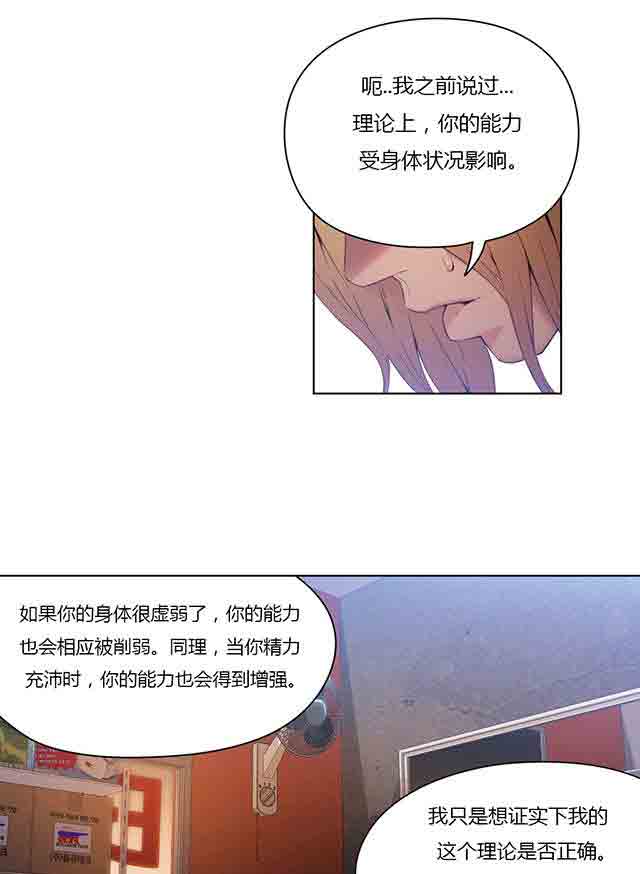 呃..我之前说过...
理论上，你的能力
受身体状况影响。
如果你的身体很虚弱了，你的能力
也会相应被削弱。同理，当你精力
充沛时，你的能力也会得到增强。
我只是想证实下我的
这个理论是否正确。